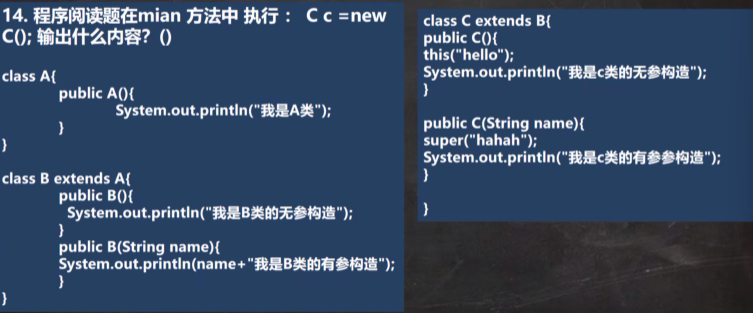 14. 程序阅读题在mian 方法中 执行： C c =new
C(); 输出什么内容? ()
class A{
public A(){
System.out.println("我是A类");
}
}
class B extends A{
public B(){
System.out.println("我是B类的无参构造");
}
public B(String name){
System.out.println(name+"我是B类的有参构造");
}
}
class C extends B{
public C(){
this("hello");
System.out.println("我是c类的无参构造");
}
public C(String name){
super("hahah");
System.out.println("我是c类的有参参构造");
}
}